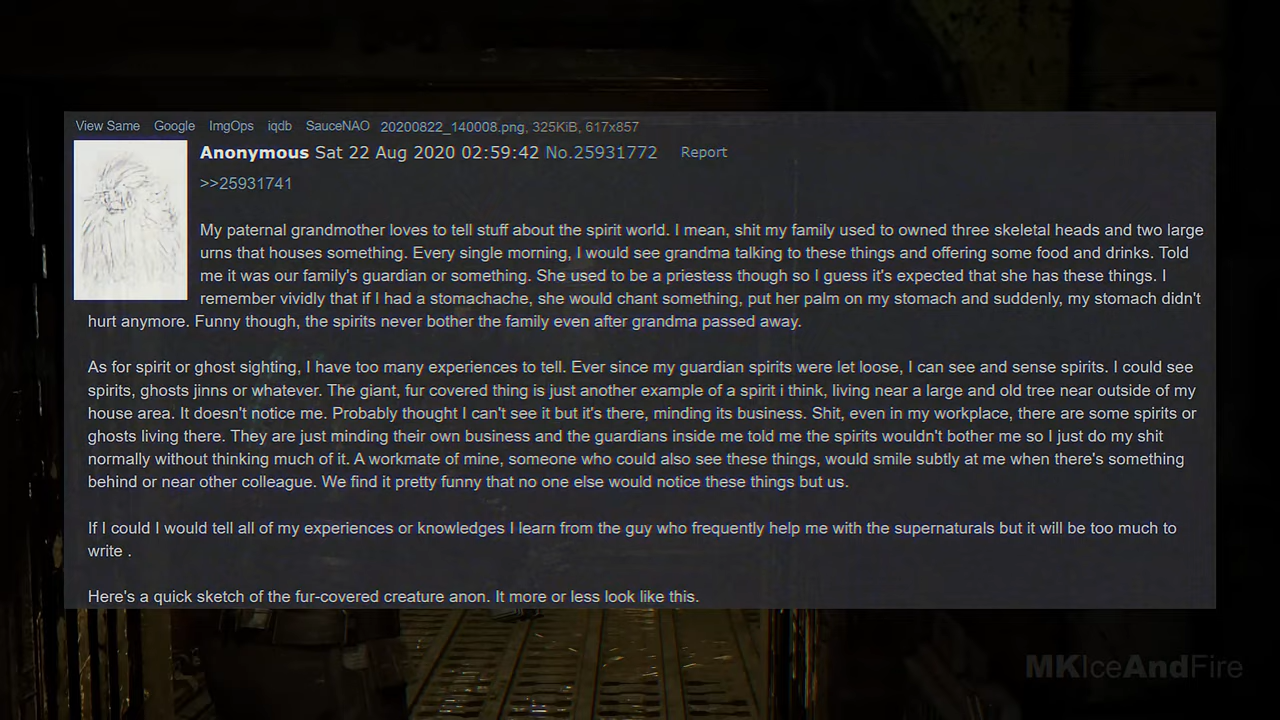 View Same Google ImgOps iqdb SauceNAO 20200822_140008.png, 325KiB, 617x857
Anonymous Sat 22 Aug 2020 02:59:42 No.25931772 Report
>>25931741
My paternal grandmother loves to tell stuff about the spirit world. I mean, shit my family used to owned three skeletal heads and two large
urns that houses something. Every single morning, I would see grandma talking to these things and offering some food and drinks. Told
me it was our family's guardian or something. She used to be a priestess though so I guess it's expected that she has these things. I
remember vividly that if I had a stomachache, she would chant something, put her palm on my stomach and suddenly, my stomach didn't
hurt anymore. Funny though, the spirits never bother the family even after grandma passed away.
As for spirit or ghost sighting, I have too many experiences to tell. Ever since my guardian spirits were let loose, I can see and sense spirits. I could see
spirits, ghosts jinns or whatever. The giant, fur covered thing is just another example of a spirit i think, living near a large and old tree near outside of my
house area. It doesn't notice me. Probably thought I can't see it but it's there, minding its business. Shit, even in my workplace, there are some spirits or
ghosts living there. They are just minding their own business and the guardians inside me told me the spirits wouldn't bother me so I just do my shit
normally without thinking much of it. A workmate of mine, someone who could also see these things, would smile subtly at me when there's something
behind or near other colleague. We find it pretty funny that no one else would notice these things but us.
If I could I would tell all of my experiences or knowledges I learn from the guy who frequently help me with the supernaturals but it will be too much to
write .
Here's a quick sketch of the fur-covered creature anon. It more or less look like this.
MKIceAndFire